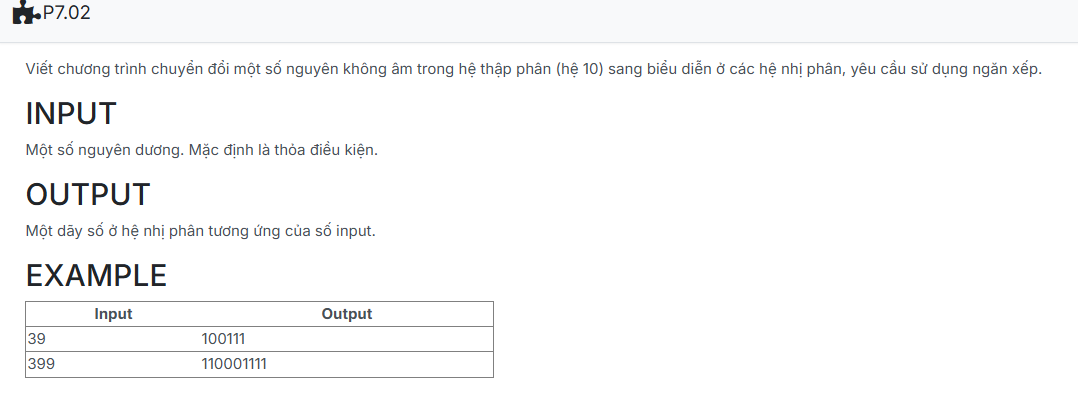 P7.02
Viết chương trình chuyển đổi một số nguyên không âm trong hệ thập phân (hệ 10) sang biểu diễn ở các hệ nhị phân, yêu cầu sử dụng ngăn xếp.
INPUT
Một số nguyên dương. Mặc định là thỏa điều kiện.
OUTPUT
Một dãy số ở hệ nhị phân tương ứng của số input.
EXAMPLE
Input Output
39 100111
399 110001111